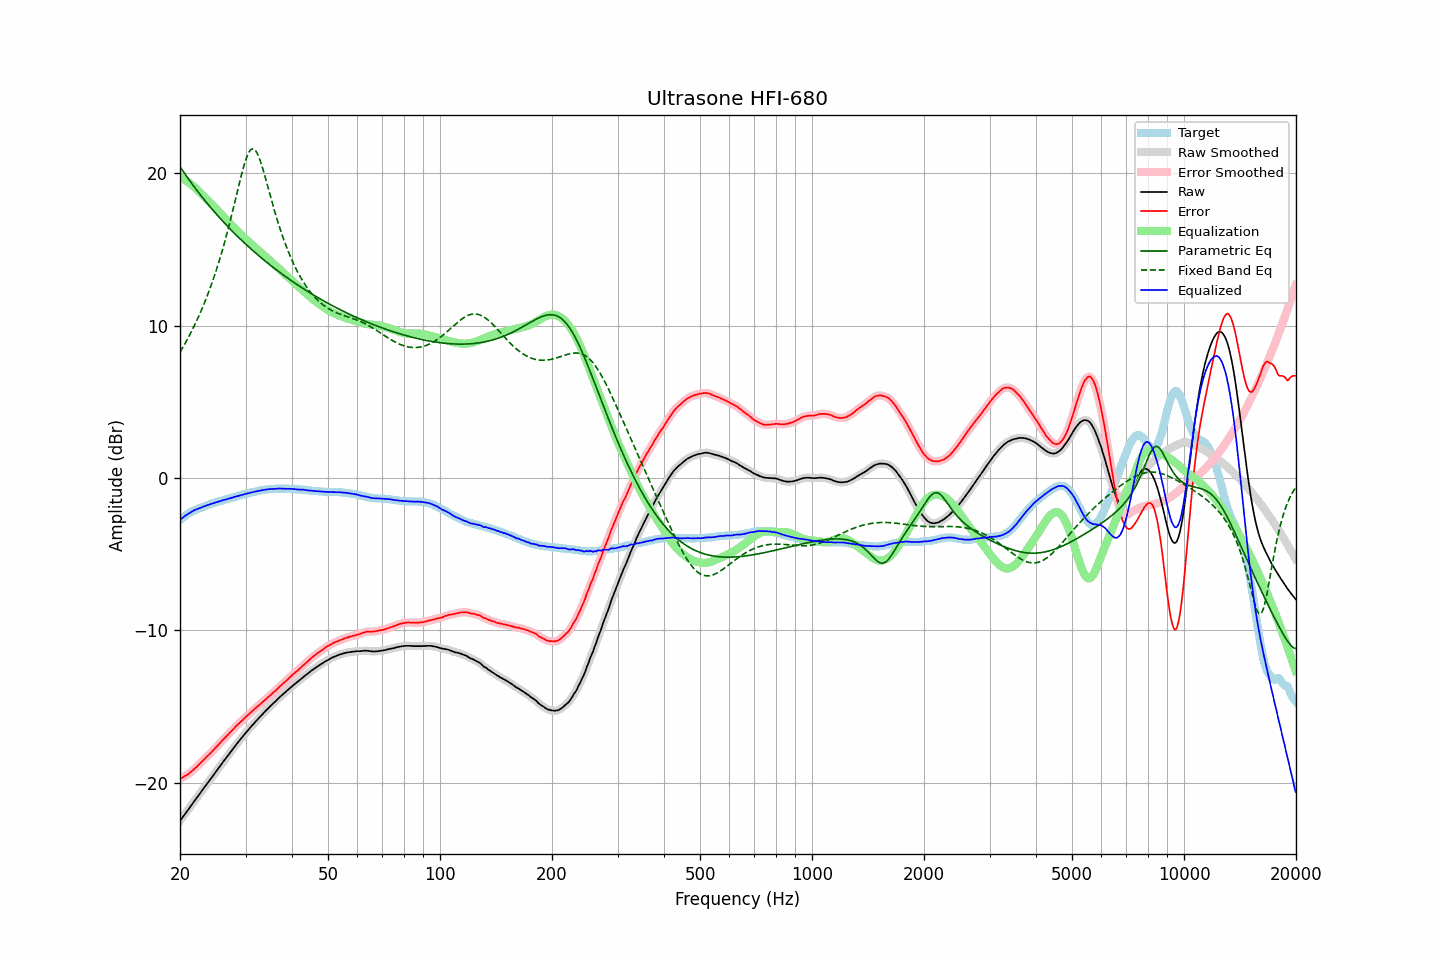 Ultrasone HFI-680
Target
Raw Smoothed
Error Smoothed
Raw
Error
Equalization
Parametric Eq
Fixed Band Eq
Equalized
Amplitude (dBr)
20
10
0
−10
−20
20 50 100 200 500 1000 2000 5000 10000 20000
Frequency (Hz)